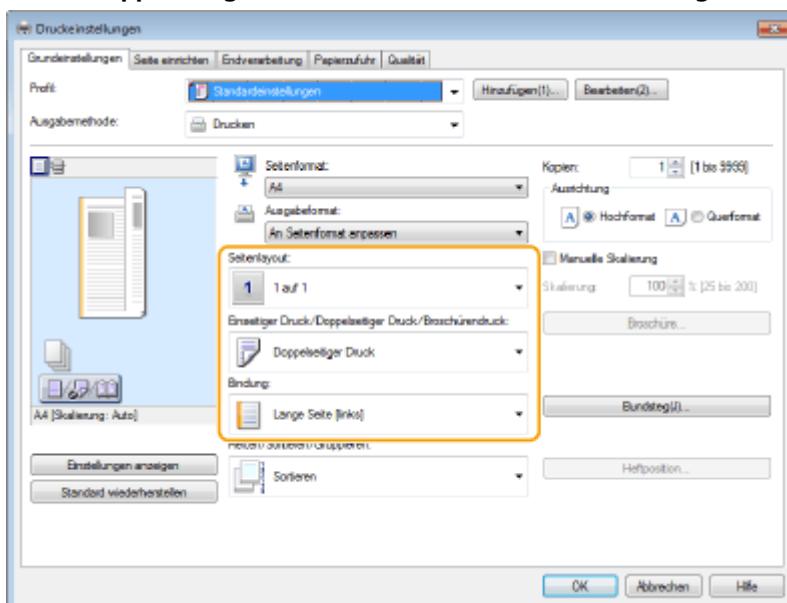 Druckeinstellungen
Grundeinstellungen Seite einrichten Endverarbeitung Papierzufuhr Qualität
Profil: Standardeinstellungen Hinzufügen(1)... Bearbeiten(2)...
Ausgabemethode: Drucken
Seitenformat: Kopien: 1 [1 bis 9999]
A4 Ausrichtung
Ausgabeformat: A Hochformat A Querformat
An Seitenformat anpassen
Seitenlayout: Manuelle Skalierung
1 1 auf 1 Skalierung: 100 % [25 bis 200]
Einseitiger Druck/Doppelseitiger Druck/Broschürendruck: Broschüre...
Doppelseitiger Druck
Bindung:
A4 [Skalierung: Auto] Lange Seite [links] Bundsteg(J)...
Heften/Sortieren/Gruppieren:
Einstellungen anzeigen Sortieren Heftposition...
Standard wiederherstellen
OK Abbrechen Hilfe